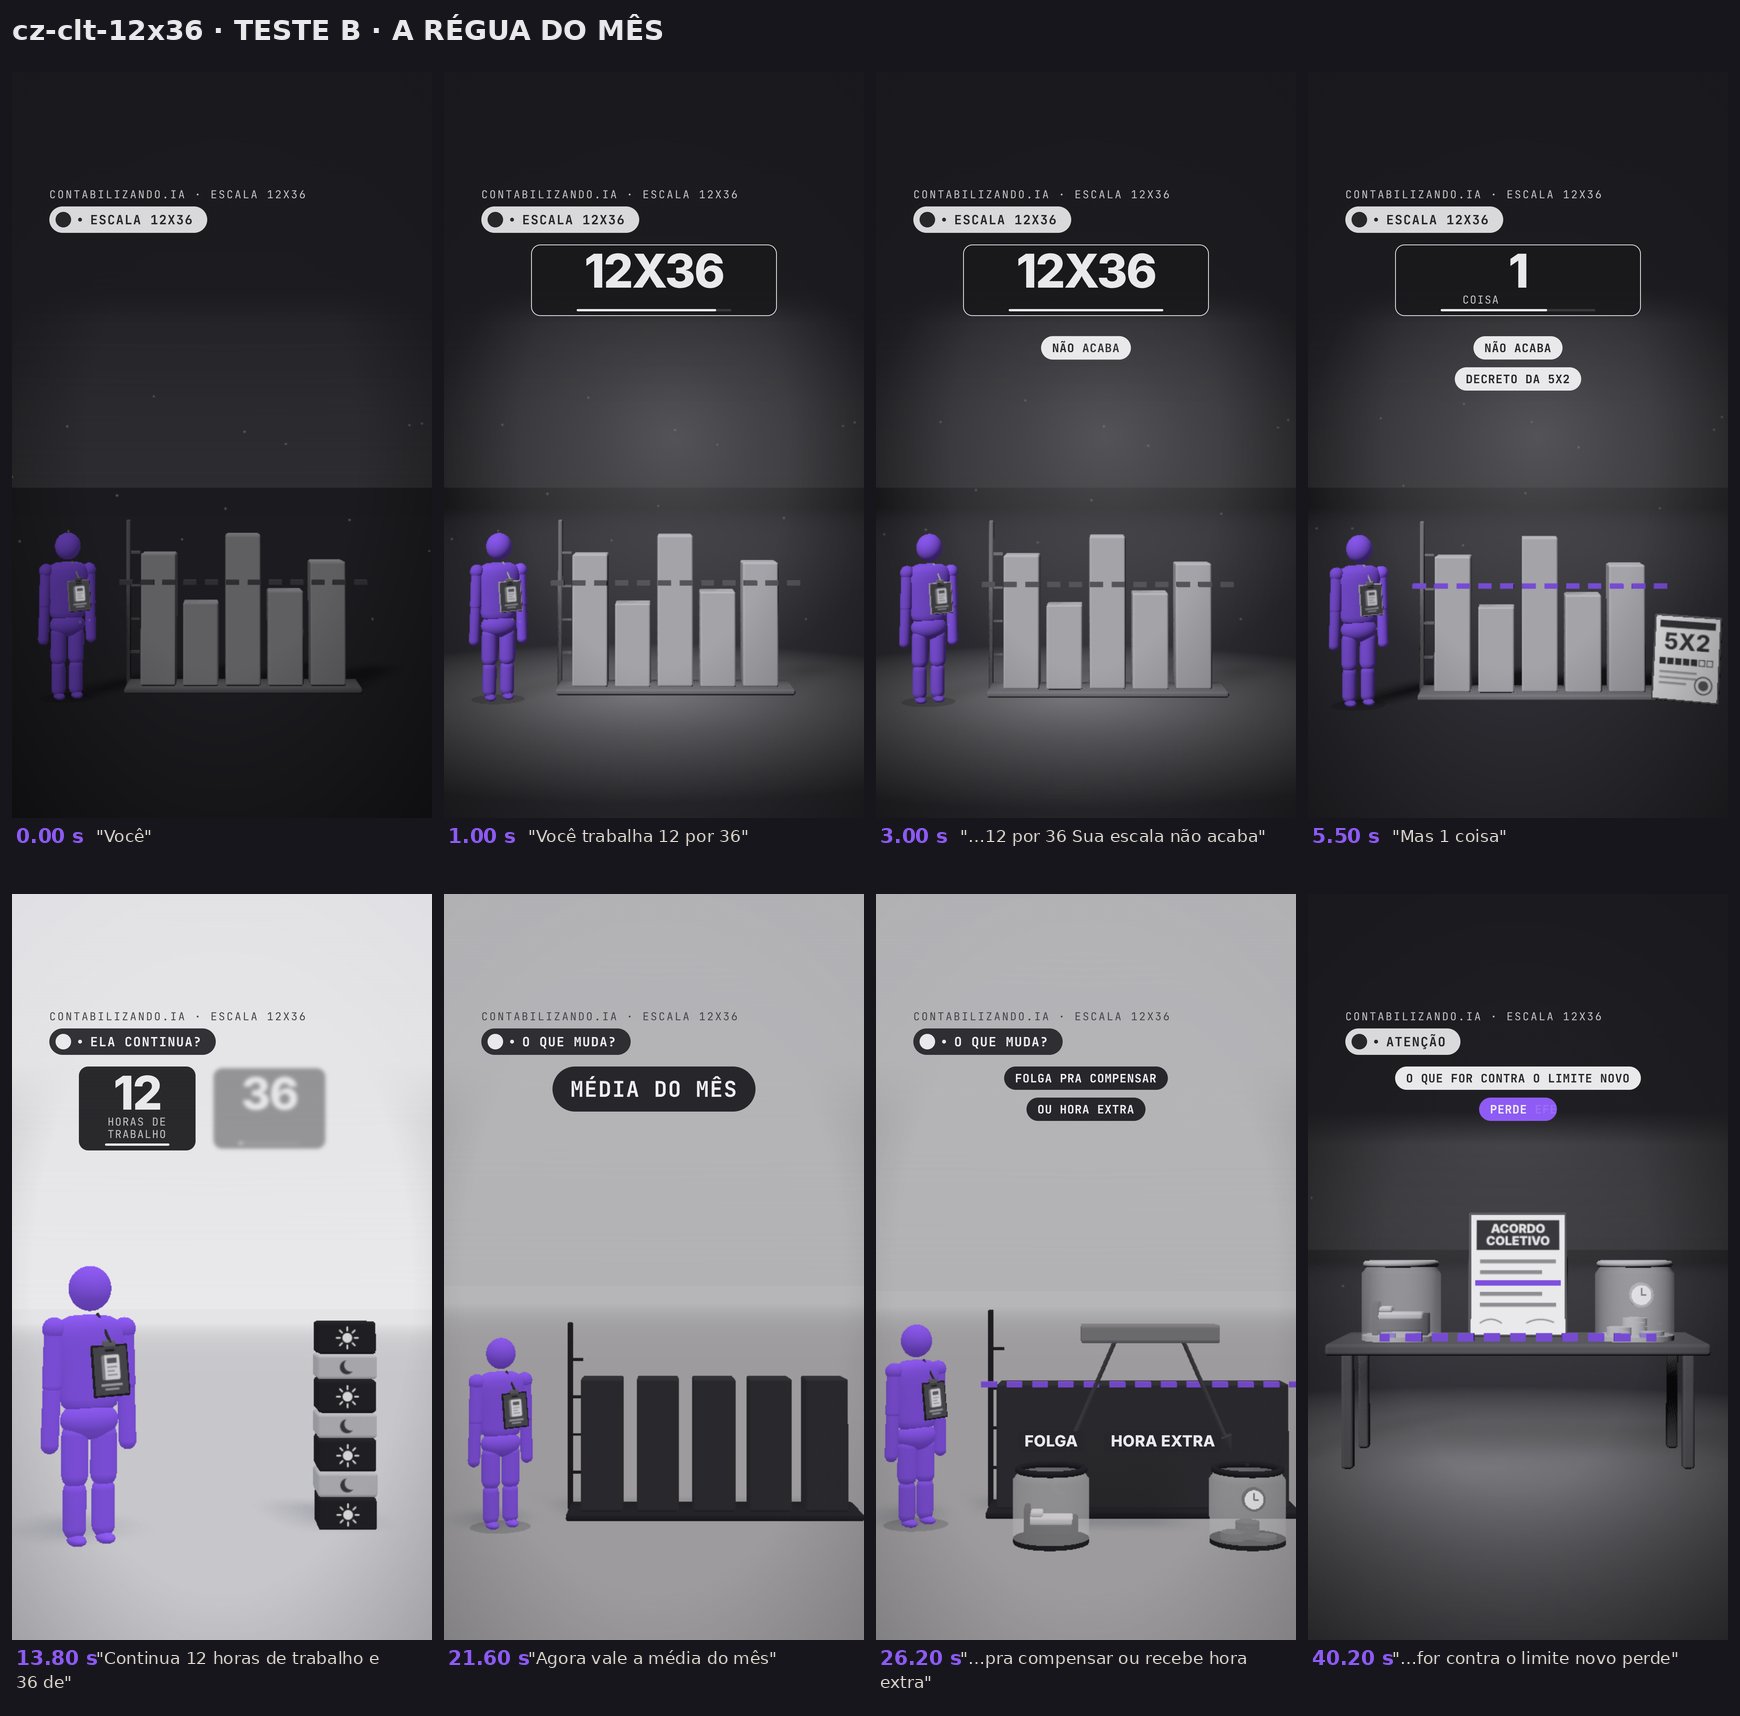 cz-clt-12x36 · TESTE B · A RÉGUA DO MÊS
CONTABILIZANDO.IA · ESCALA 12X36
• ESCALA 12X36
0.00 s "Você"
CONTABILIZANDO.IA · ESCALA 12X36
• ESCALA 12X36
12X36
1.00 s "Você trabalha 12 por 36"
CONTABILIZANDO.IA · ESCALA 12X36
• ESCALA 12X36
12X36
NÃO ACABA
3.00 s "...12 por 36 Sua escala não acaba"
CONTABILIZANDO.IA · ESCALA 12X36
• ESCALA 12X36
1
COISA
NÃO ACABA
DECRETO DA 5X2
5X2
5.50 s "Mas 1 coisa"
CONTABILIZANDO.IA · ESCALA 12X36
• ELA CONTINUA?
12
HORAS DE
TRABALHO
36
13.80 s "Continua 12 horas de trabalho e
36 de"
CONTABILIZANDO.IA · ESCALA 12X36
• O QUE MUDA?
MÉDIA DO MÊS
21.60 s "Agora vale a média do mês"
CONTABILIZANDO.IA · ESCALA 12X36
• O QUE MUDA?
FOLGA PRA COMPENSAR
OU HORA EXTRA
FOLGA
HORA EXTRA
26.20 s "...pra compensar ou recebe hora
extra"
CONTABILIZANDO.IA · ESCALA 12X36
• ATENÇÃO
O QUE FOR CONTRA O LIMITE NOVO
PERDE
ACORDO
COLETIVO
40.20 s "...for contra o limite novo perde"